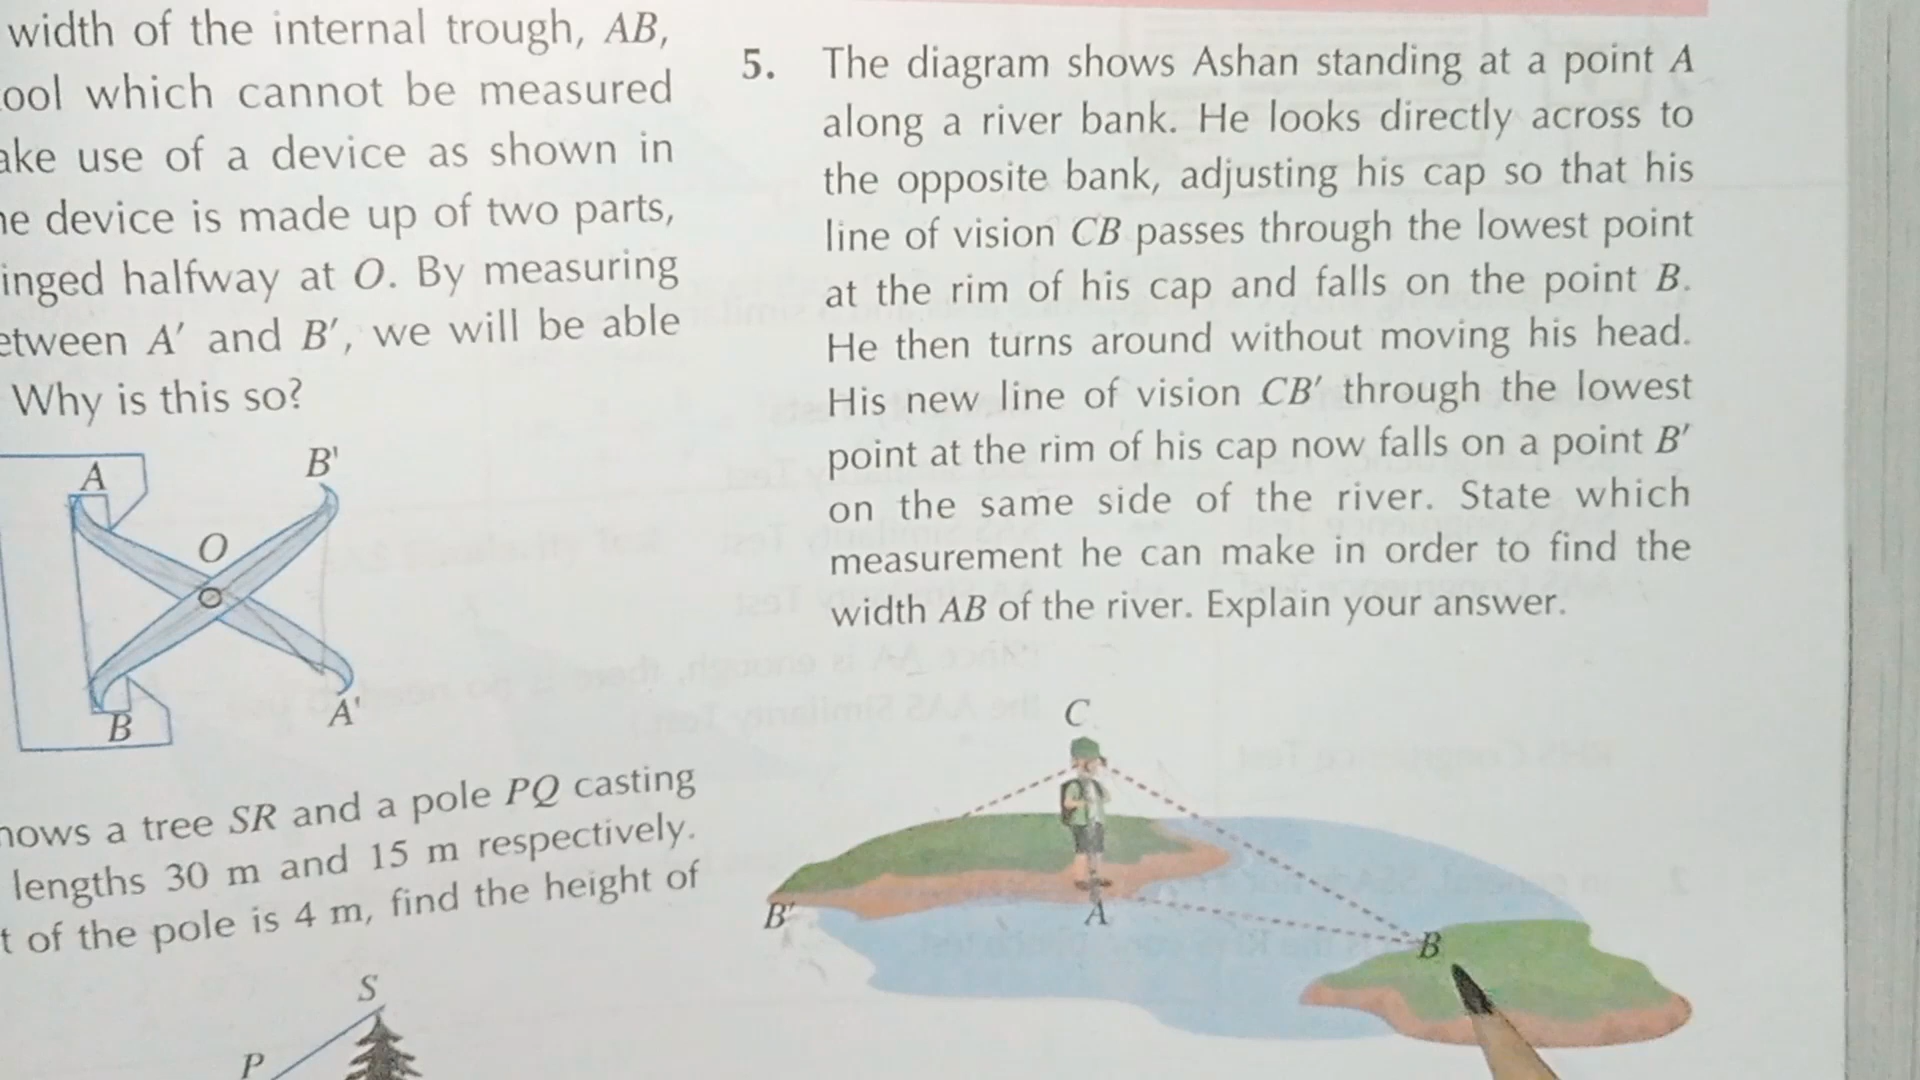 width of the internal trough, AB,
ool which cannot be measured
ake use of a device as shown in
he device is made up of two parts,
inged halfway at O. By measuring
etween A′ and B′, we will be able
Why is this so?
A
B'
O
B
A'
hows a tree SR and a pole PQ casting
lengths 30 m and 15 m respectively.
t of the pole is 4 m, find the height of
S
P
5. The diagram shows Ashan standing at a point A
along a river bank. He looks directly across to
the opposite bank, adjusting his cap so that his
line of vision CB passes through the lowest point
at the rim of his cap and falls on the point B.
He then turns around without moving his head.
His new line of vision CB′ through the lowest
point at the rim of his cap now falls on a point B′
on the same side of the river. State which
measurement he can make in order to find the
width AB of the river. Explain your answer.
C
B′
A
B